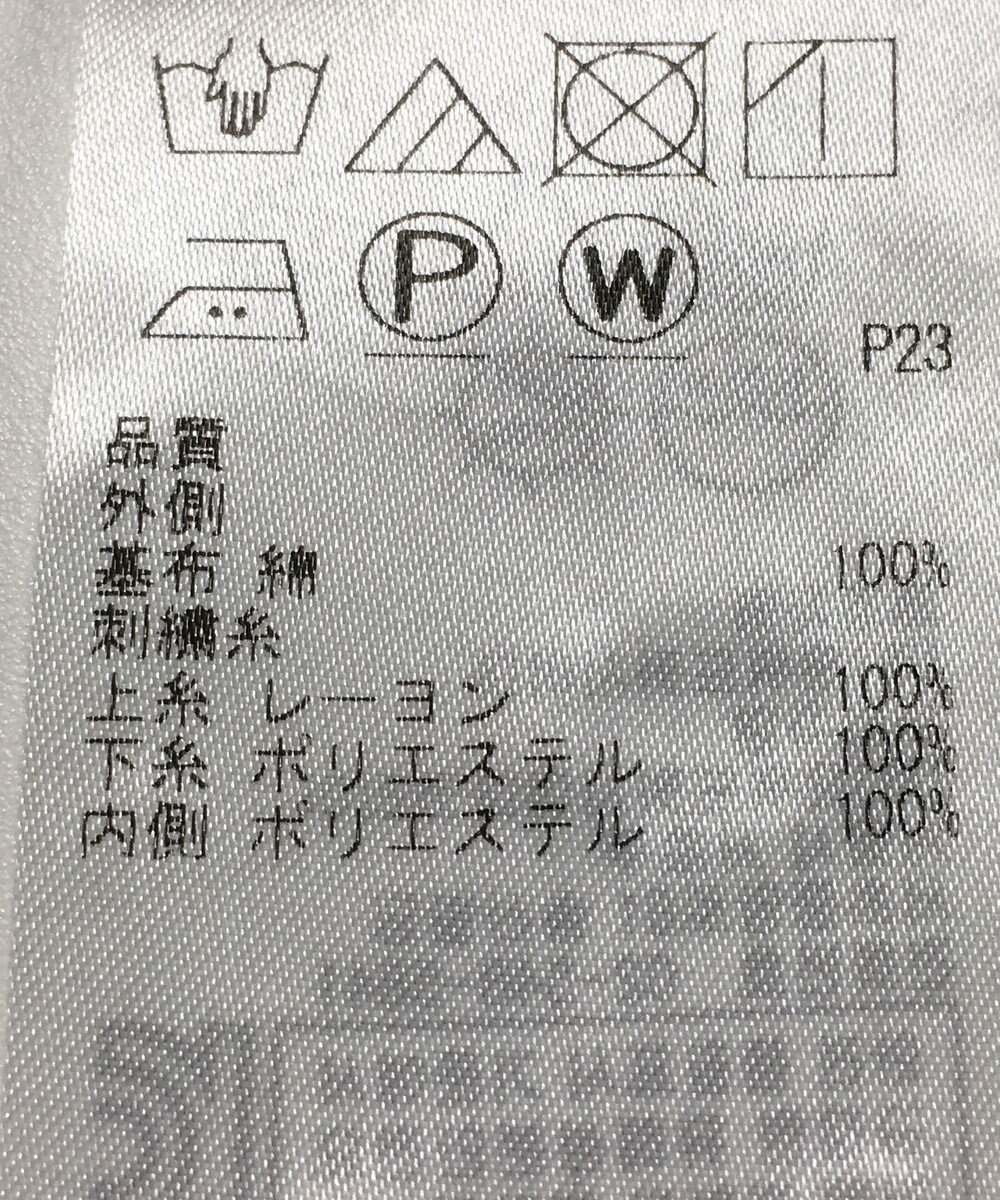 P W
P23
品質
外側
基布 綿 100%
刺繍糸
上糸 レーヨン 100%
下糸 ポリエステル 100%
内側 ポリエステル 100%